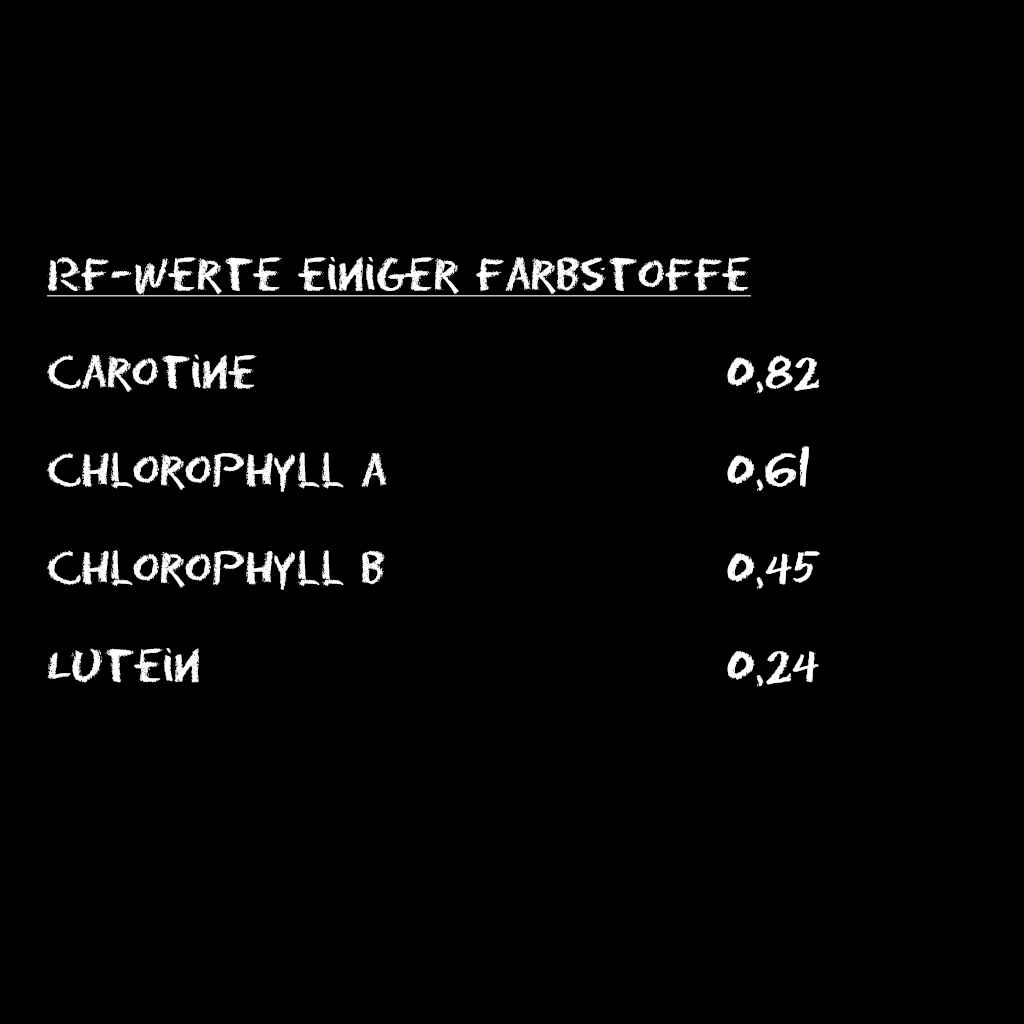 RF-WERTE EINIGER FARBSTOFFE
CAROTINE 0,82
CHLOROPHYLL A 0,61
CHLOROPHYLL B 0,45
LUTEIN 0,24